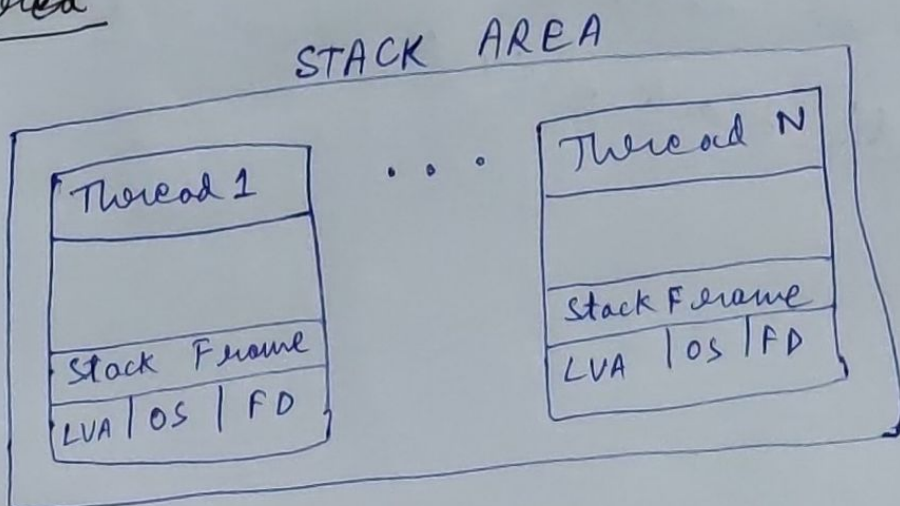 STACK AREA
Thread 1
. . .
Thread N
Stack Frame
LVA | OS | FD
Stack Frame
LVA | OS | FD